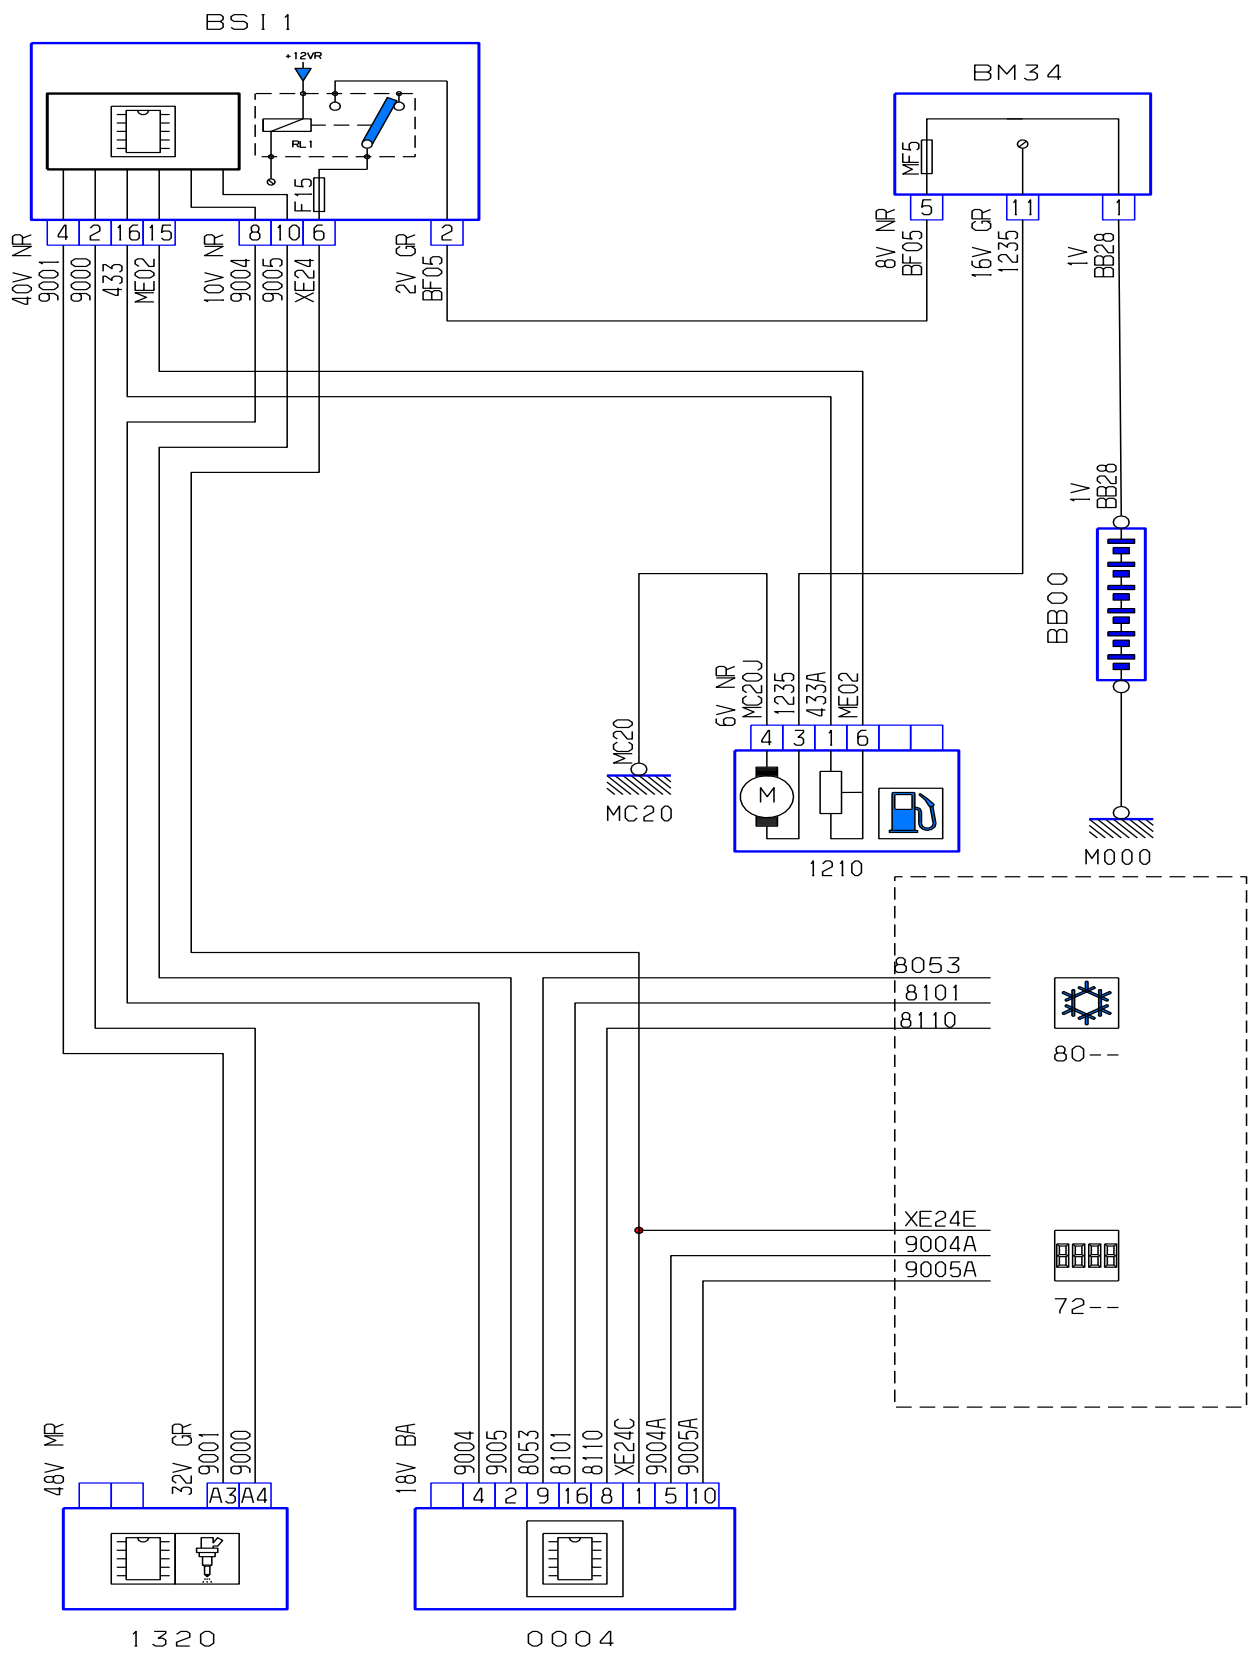 BSI1
+12VR
BM34
RL1
F15
MF5
4
2
16
15
8
10
6
2
5
11
1
40V NR
9001
9000
433
ME02
10V NR
9004
9005
XE24
2V GR
BF05
8V NR
BF05
16V GR
1235
1V
BB28
1V
BB28
BB00
6V NR
MC20J
1235
433A
ME02
MC20
4
3
1
6
M
MC20
1210
M000
8053
8101
8110
80--
XE24E
9004A
9005A
72--
48V MR
32V GR
9001
9000
18V BA
9004
9005
8053
8101
8110
XE24C
9004A
9005A
A3
A4
4
2
9
16
8
1
5
10
1320
0004